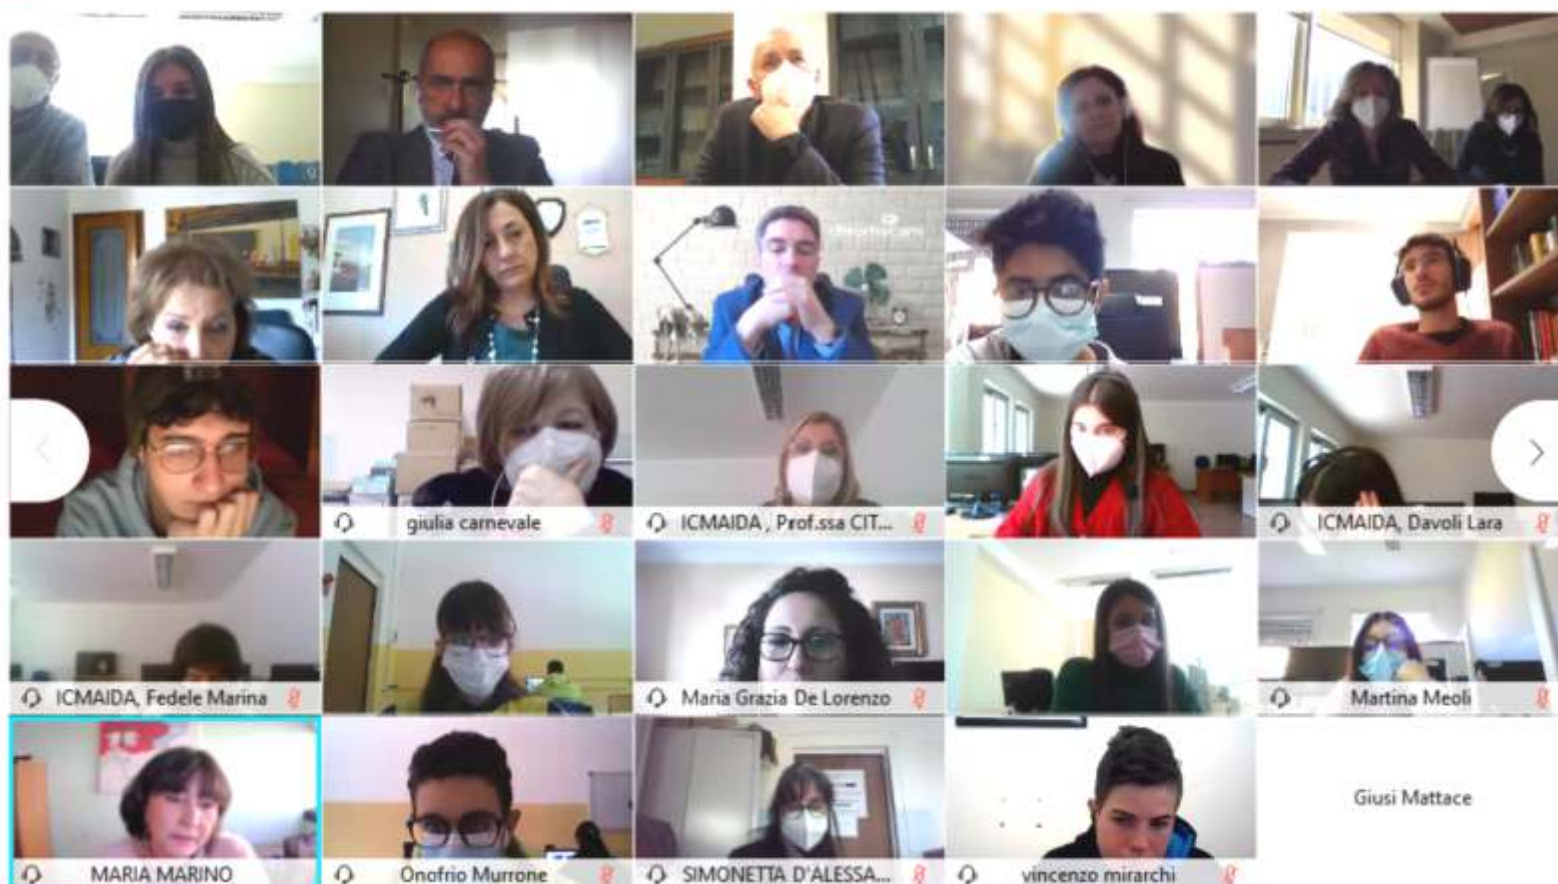 chromacam
giulia carnevale
ICMAIDA , Prof.ssa CIT...
ICMAIDA, Davoli Lara
ICMAIDA, Fedele Marina
Maria Grazia De Lorenzo
Martina Meoli
MARIA MARINO
Onofrio Murrone
SIMONETTA D'ALESSA...
vincenzo mirarchi
Giusi Mattace